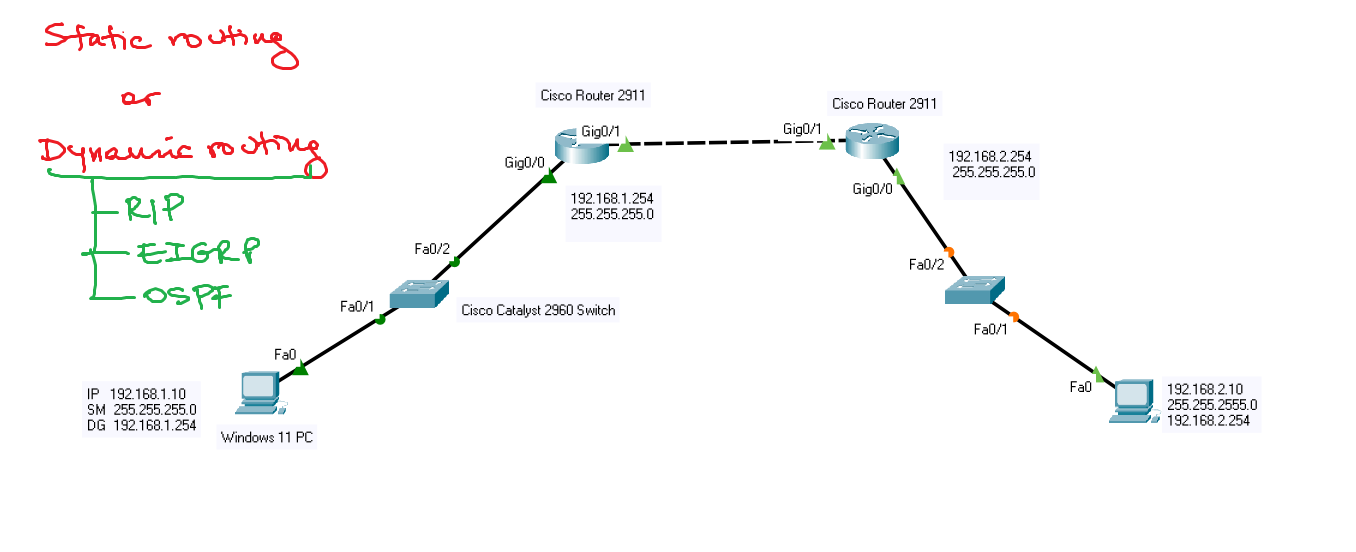 Static routing
or
Dynamic routing
RIP
EIGRP
OSPF
Cisco Router 2911
Gig0/1
Gig0/0
192.168.1.254
255.255.255.0
Fa0/2
Fa0/1
Cisco Catalyst 2960 Switch
Fa0
IP 192.168.1.10
SM 255.255.255.0
DG 192.168.1.254
Windows 11 PC
Cisco Router 2911
Gig0/1
Gig0/0
192.168.2.254
255.255.255.0
Fa0/2
Fa0/1
Fa0
192.168.2.10
255.255.2555.0
192.168.2.254